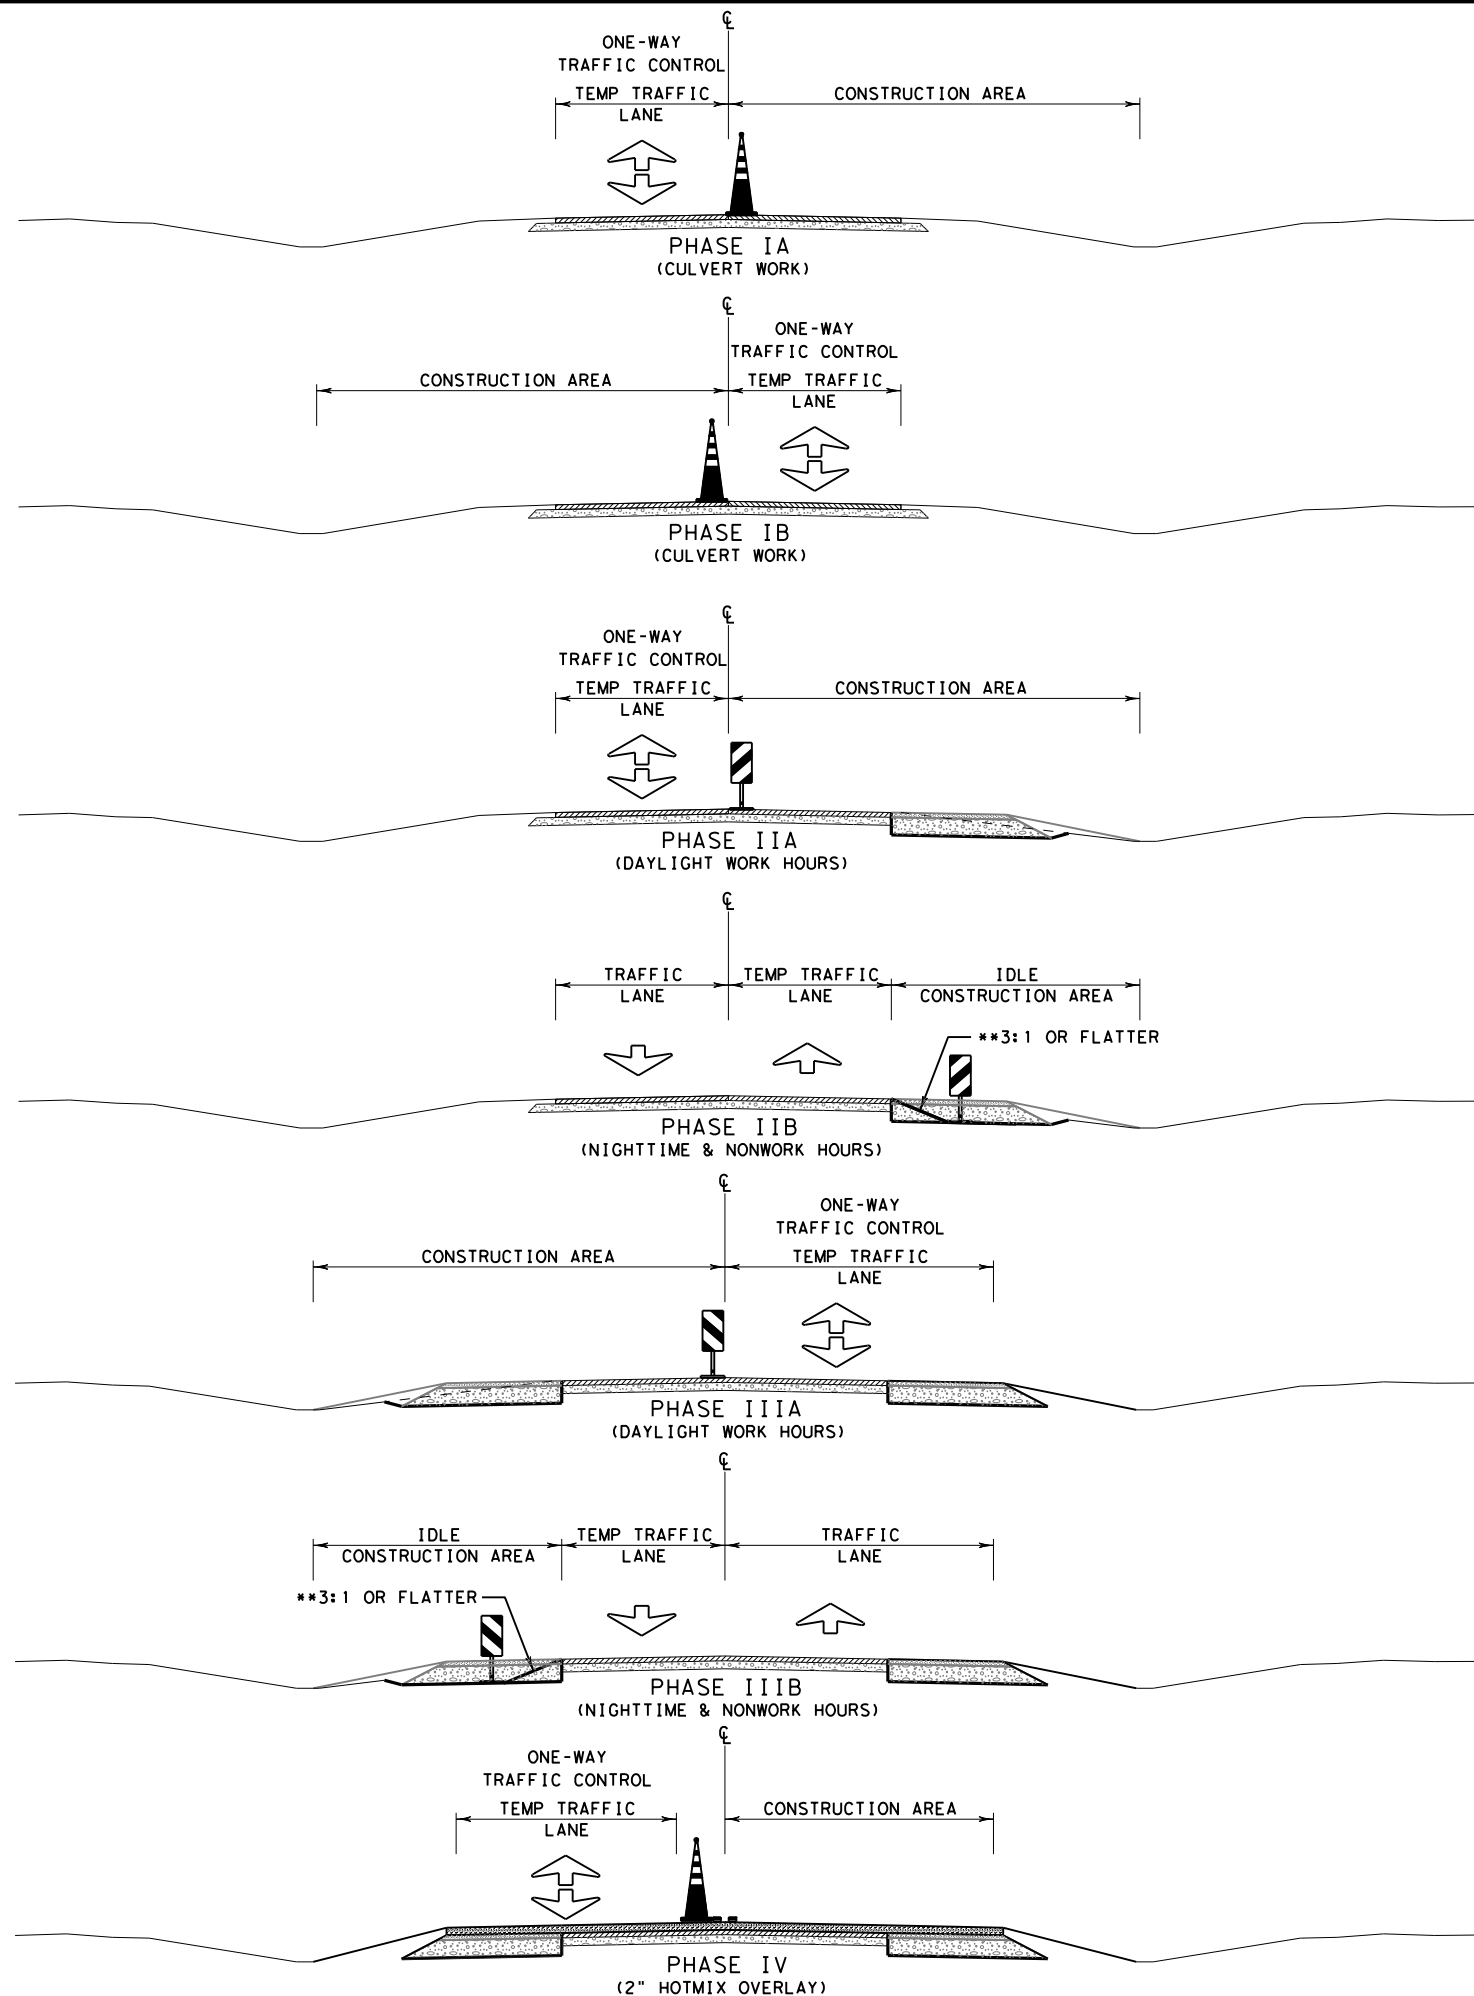 ℄
ONE-WAY
TRAFFIC CONTROL
TEMP TRAFFIC
LANE
CONSTRUCTION AREA
PHASE IA
(CULVERT WORK)
℄
ONE-WAY
TRAFFIC CONTROL
CONSTRUCTION AREA
TEMP TRAFFIC
LANE
PHASE IB
(CULVERT WORK)
℄
ONE-WAY
TRAFFIC CONTROL
TEMP TRAFFIC
LANE
CONSTRUCTION AREA
PHASE IIA
(DAYLIGHT WORK HOURS)
℄
TRAFFIC
LANE
TEMP TRAFFIC
LANE
IDLE
CONSTRUCTION AREA
**3:1 OR FLATTER
PHASE IIB
(NIGHTTIME & NONWORK HOURS)
℄
ONE-WAY
TRAFFIC CONTROL
CONSTRUCTION AREA
TEMP TRAFFIC
LANE
PHASE IIIA
(DAYLIGHT WORK HOURS)
℄
IDLE
CONSTRUCTION AREA
TEMP TRAFFIC
LANE
TRAFFIC
LANE
**3:1 OR FLATTER
PHASE IIIB
(NIGHTTIME & NONWORK HOURS)
℄
ONE-WAY
TRAFFIC CONTROL
TEMP TRAFFIC
LANE
CONSTRUCTION AREA
PHASE IV
(2" HOTMIX OVERLAY)